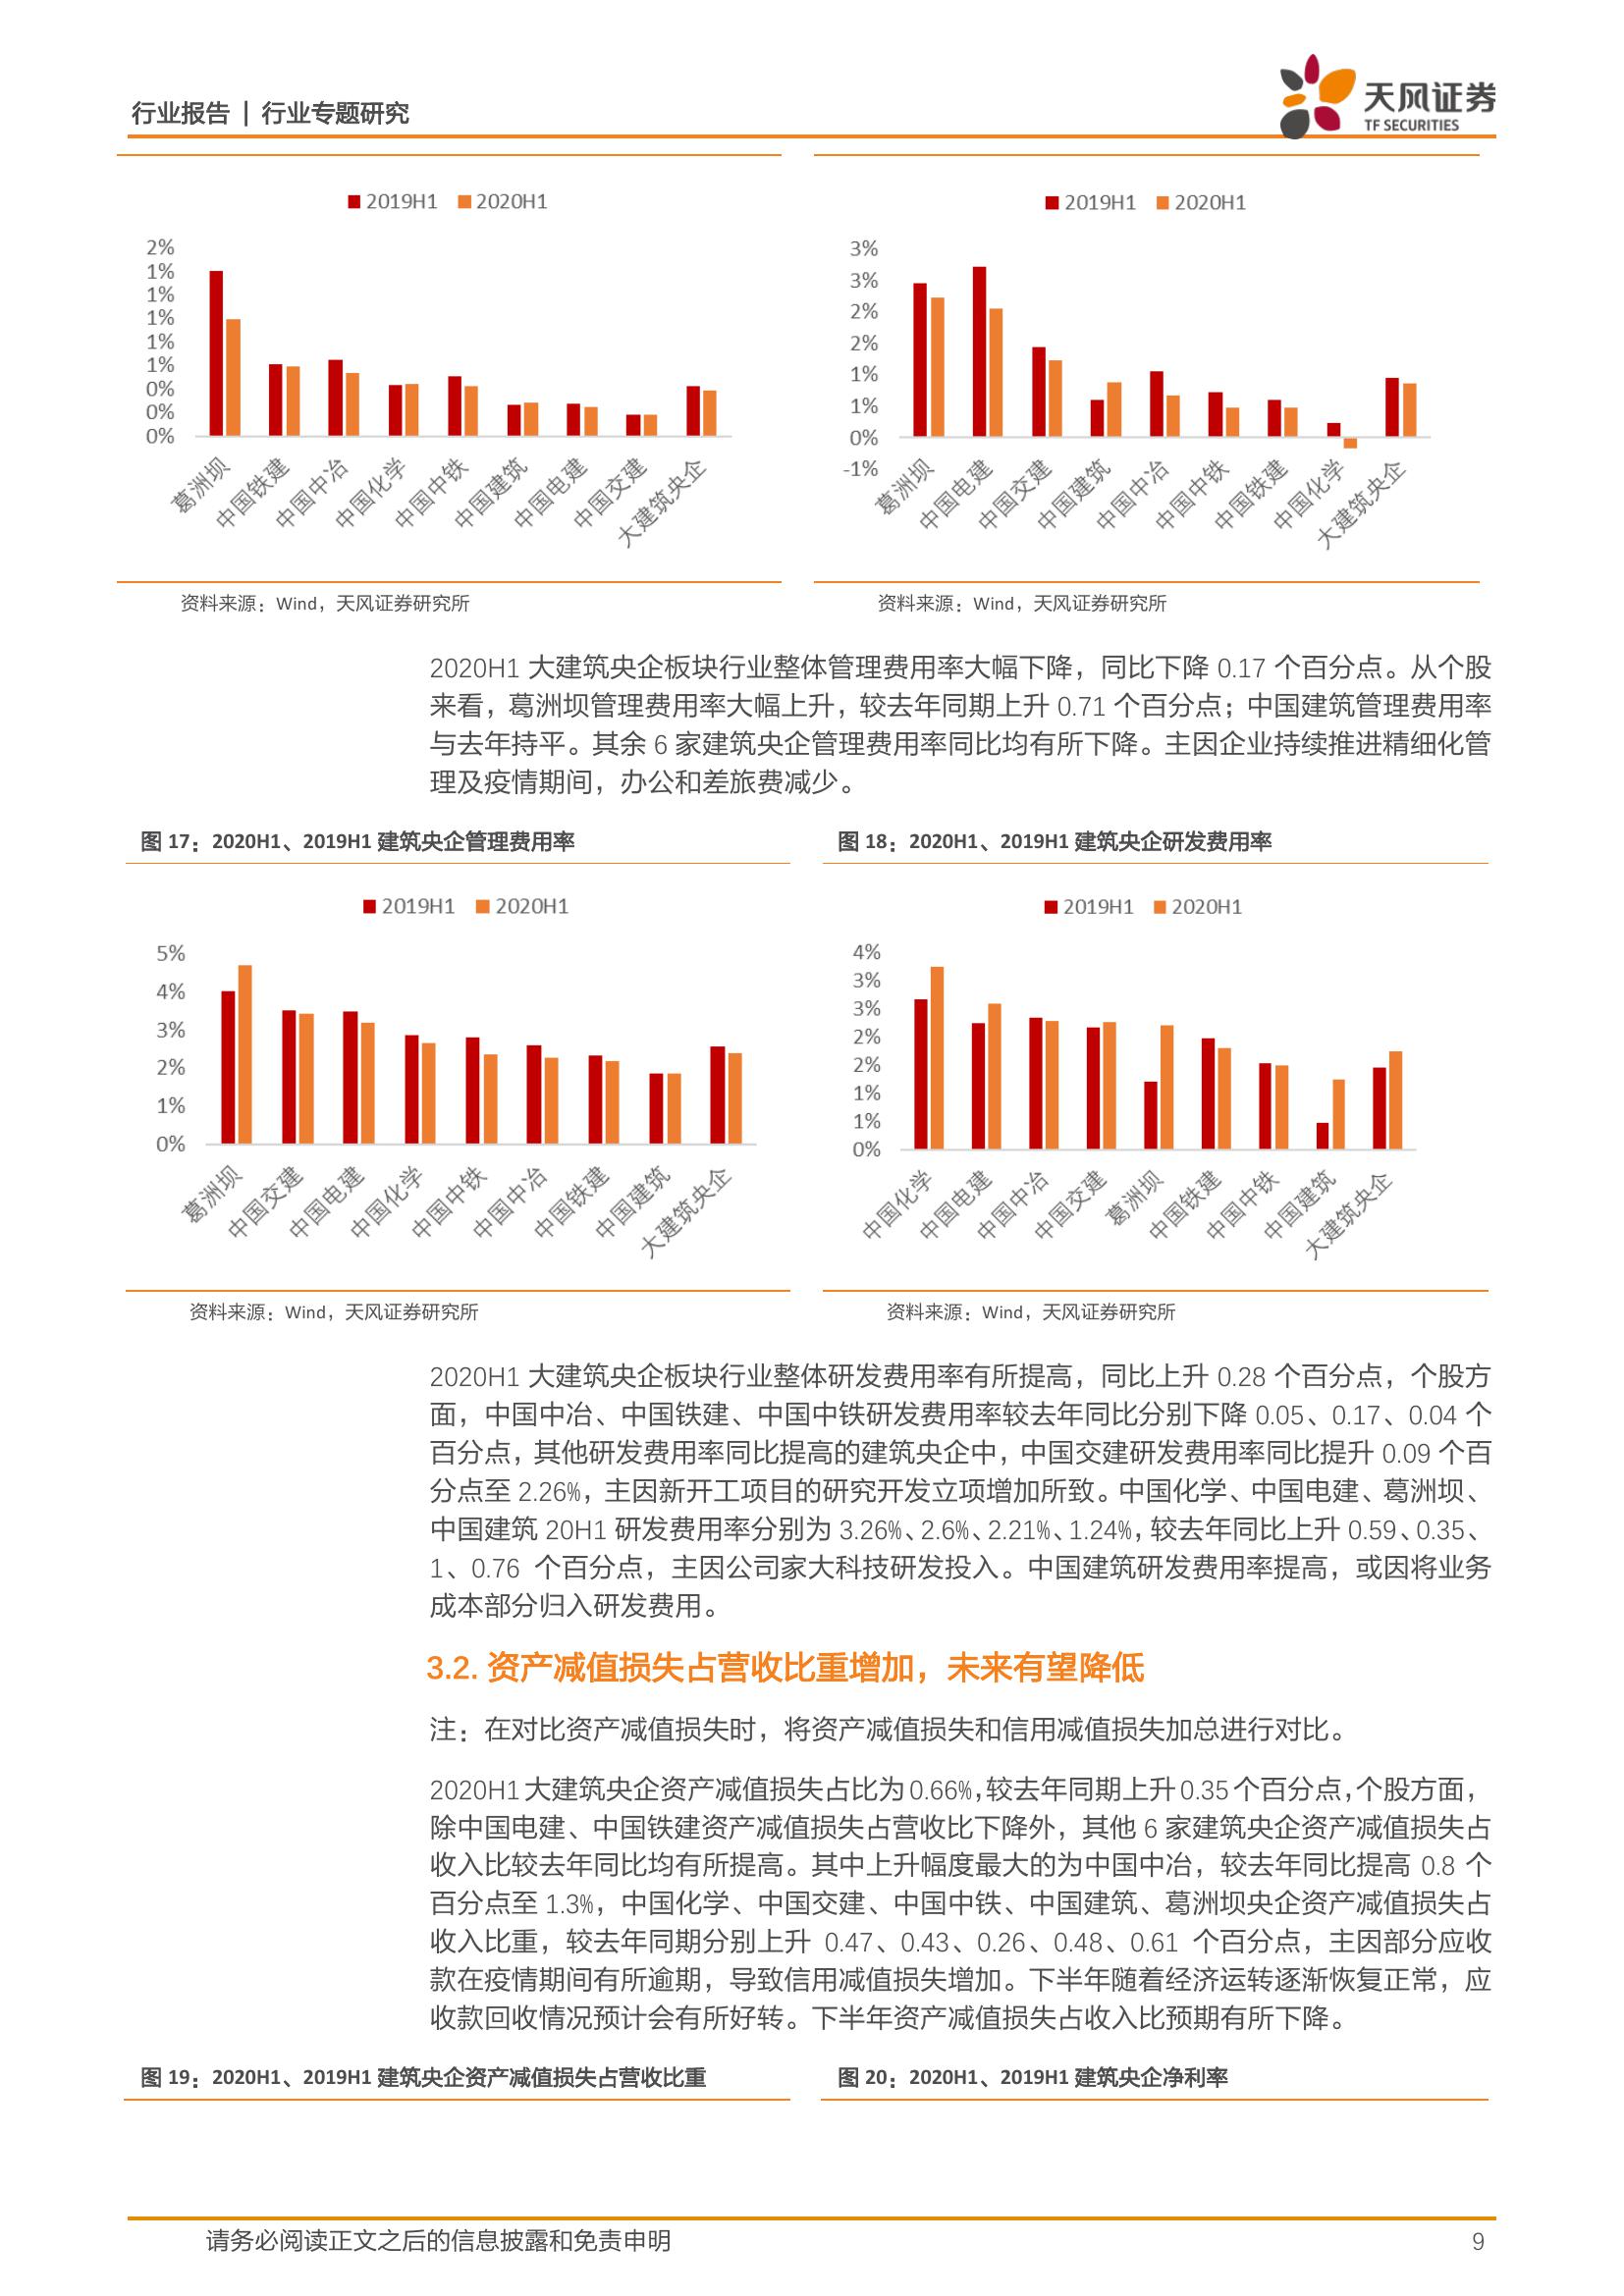 行业报告 | 行业专题研究
天风证券
TF SECURITIES
2019H1 2020H1
2%
1%
1%
1%
1%
1%
0%
0%
0%
葛洲坝 中国铁建 中国中冶 中国化学 中国中铁 中国建筑 中国电建 中国交建 大建筑央企
2019H1 2020H1
3%
3%
2%
2%
1%
1%
0%
-1%
葛洲坝 中国电建 中国交建 中国建筑 中国中冶 中国中铁 中国铁建 中国化学 大建筑央企
资料来源：Wind，天风证券研究所
资料来源：Wind，天风证券研究所
2020H1 大建筑央企板块行业整体管理费用率大幅下降，同比下降 0.17 个百分点。从个股
来看，葛洲坝管理费用率大幅上升，较去年同期上升 0.71 个百分点；中国建筑管理费用率
与去年持平。其余 6 家建筑央企管理费用率同比均有所下降。主因企业持续推进精细化管
理及疫情期间，办公和差旅费减少。
图 17：2020H1、2019H1 建筑央企管理费用率
图 18：2020H1、2019H1 建筑央企研发费用率
2019H1 2020H1
5%
4%
3%
2%
1%
0%
葛洲坝 中国交建 中国电建 中国化学 中国中铁 中国中冶 中国铁建 中国建筑 大建筑央企
2019H1 2020H1
4%
3%
3%
2%
2%
1%
1%
0%
中国化学 中国电建 中国中冶 中国交建 葛洲坝 中国铁建 中国中铁 中国建筑 大建筑央企
资料来源：Wind，天风证券研究所
资料来源：Wind，天风证券研究所
2020H1 大建筑央企板块行业整体研发费用率有所提高，同比上升 0.28 个百分点，个股方
面，中国中冶、中国铁建、中国中铁研发费用率较去年同比分别下降 0.05、0.17、0.04 个
百分点，其他研发费用率同比提高的建筑央企中，中国交建研发费用率同比提升 0.09 个百
分点至 2.26%，主因新开工项目的研究开发立项增加所致。中国化学、中国电建、葛洲坝、
中国建筑 20H1 研发费用率分别为 3.26%、2.6%、2.21%、1.24%，较去年同比上升 0.59、0.35、
1、0.76 个百分点，主因公司家大科技研发投入。中国建筑研发费用率提高，或因将业务
成本部分归入研发费用。
3.2. 资产减值损失占营收比重增加，未来有望降低
注：在对比资产减值损失时，将资产减值损失和信用减值损失加总进行对比。
2020H1 大建筑央企资产减值损失占比为 0.66%，较去年同期上升 0.35 个百分点，个股方面，
除中国电建、中国铁建资产减值损失占营收比下降外，其他 6 家建筑央企资产减值损失占
收入比较去年同比均有所提高。其中上升幅度最大的为中国中冶，较去年同比提高 0.8 个
百分点至 1.3%，中国化学、中国交建、中国中铁、中国建筑、葛洲坝央企资产减值损失占
收入比重，较去年同期分别上升 0.47、0.43、0.26、0.48、0.61 个百分点，主因部分应收
款在疫情期间有所逾期，导致信用减值损失增加。下半年随着经济运转逐渐恢复正常，应
收款回收情况预计会有所好转。下半年资产减值损失占收入比预期有所下降。
图 19：2020H1、2019H1 建筑央企资产减值损失占营收比重
图 20：2020H1、2019H1 建筑央企净利率
请务必阅读正文之后的信息披露和免责申明
9